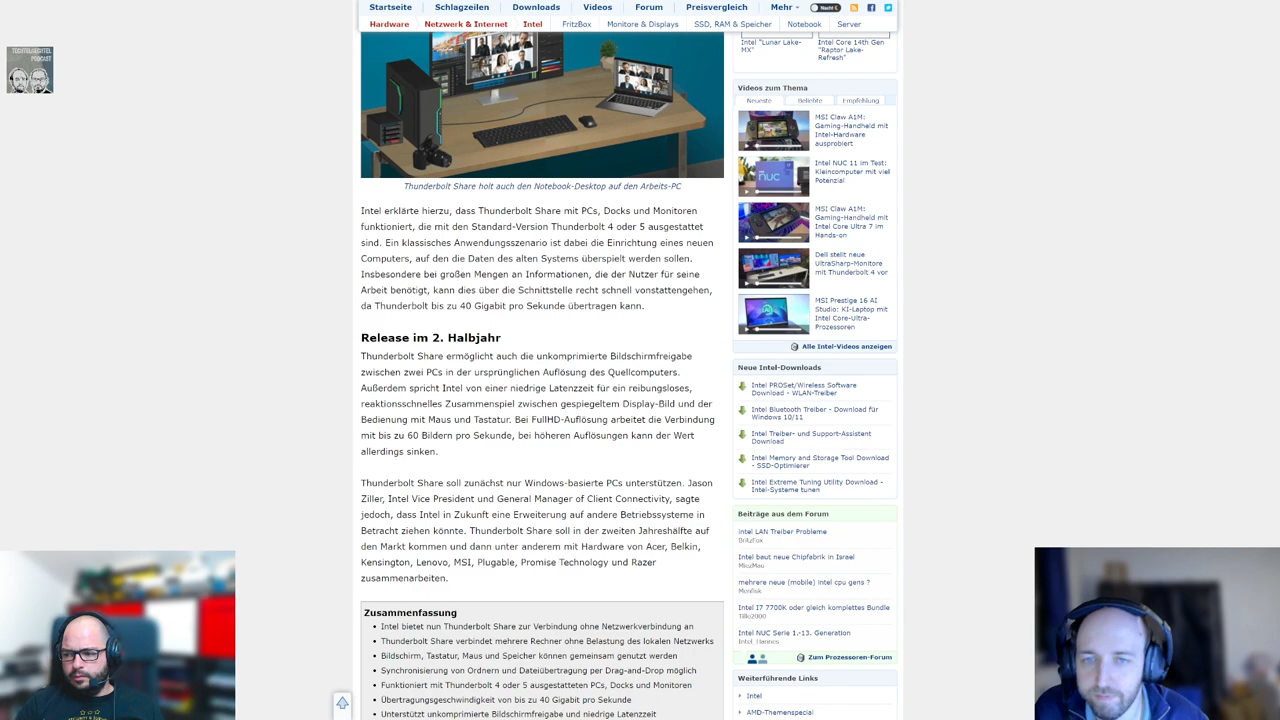 Startseite Schlagzeilen Downloads Videos Forum Preisvergleich Mehr Nacht
Hardware Netzwerk & Internet Intel FritzBox Monitore & Displays SSD, RAM & Speicher Notebook Server
TECHTELMECHTEL
PODCAST
Thunderbolt Share holt auch den Notebook-Desktop auf den Arbeits-PC
Intel erklärte hierzu, dass Thunderbolt Share mit PCs, Docks und Monitoren
funktioniert, die mit den Standard-Version Thunderbolt 4 oder 5 ausgestattet
sind. Ein klassisches Anwendungsszenario ist dabei die Einrichtung eines neuen
Computers, auf den die Daten des alten Systems überspielt werden sollen.
Insbesondere bei großen Mengen an Informationen, die der Nutzer für seine
Arbeit benötigt, kann dies über die Schnittstelle recht schnell vonstattengehen,
da Thunderbolt bis zu 40 Gigabit pro Sekunde übertragen kann.
Release im 2. Halbjahr
Thunderbolt Share ermöglicht auch die unkomprimierte Bildschirmfreigabe
zwischen zwei PCs in der ursprünglichen Auflösung des Quellcomputers.
Außerdem spricht Intel von einer niedrige Latenzzeit für ein reibungsloses,
reaktionsschnelles Zusammenspiel zwischen gespiegeltem Display-Bild und der
Bedienung mit Maus und Tastatur. Bei FullHD-Auflösung arbeitet die Verbindung
mit bis zu 60 Bildern pro Sekunde, bei höheren Auflösungen kann der Wert
allerdings sinken.
Thunderbolt Share soll zunächst nur Windows-basierte PCs unterstützen. Jason
Ziller, Intel Vice President und General Manager of Client Connectivity, sagte
jedoch, dass Intel in Zukunft eine Erweiterung auf andere Betriebssysteme in
Betracht ziehen könnte. Thunderbolt Share soll in der zweiten Jahreshälfte auf
den Markt kommen und dann unter anderem mit Hardware von Acer, Belkin,
Kensington, Lenovo, MSI, Plugable, Promise Technology und Razer
zusammenarbeiten.
Zusammenfassung
• Intel bietet nun Thunderbolt Share zur Verbindung ohne Netzwerkverbindung an
• Thunderbolt Share verbindet mehrere Rechner ohne Belastung des lokalen Netzwerks
• Bildschirm, Tastatur, Maus und Speicher können gemeinsam genutzt werden
• Synchronisierung von Ordnern und Dateiübertragung per Drag-and-Drop möglich
• Funktioniert mit Thunderbolt 4 oder 5 ausgestatteten PCs, Docks und Monitoren
• Übertragungsgeschwindigkeit von bis zu 40 Gigabit pro Sekunde
• Unterstützt unkomprimierte Bildschirmfreigabe und niedrige Latenzzeit
Intel "Lunar Lake-
MX"
Intel Core 14th Gen
"Raptor Lake-
Refresh"
Videos zum Thema
Neueste Beliebte Empfehlung
MSI Claw A1M:
Gaming-Handheld mit
Intel-Hardware
ausprobiert
nuc
Intel NUC 11 im Test:
Kleincomputer mit viel
Potenzial
MSI Claw A1M:
Gaming-Handheld mit
Intel Core Ultra 7 im
Hands-on
Dell stellt neue
UltraSharp-Monitore
mit Thunderbolt 4 vor
MSI Prestige 16 AI
Studio: KI-Laptop mit
Intel Core-Ultra-
Prozessoren
Alle Intel-Videos anzeigen
Neue Intel-Downloads
Intel PROSet/Wireless Software
Download - WLAN-Treiber
Intel Bluetooth Treiber - Download für
Windows 10/11
Intel Treiber- und Support-Assistent
Download
Intel Memory and Storage Tool Download
- SSD-Optimierer
Intel Extreme Tuning Utility Download -
Intel-Systeme tunen
Beiträge aus dem Forum
Intel LAN Treiber Probleme
BritzFox
Intel baut neue Chipfabrik in Israel
MiezMau
mehrere neue (mobile) intel cpu gens ?
Menfisk
Intel I7 7700K oder gleich komplettes Bundle
Tillo2000
Intel NUC Serie 1.-13. Generation
Intel_Hannes
Zum Prozessoren-Forum
Weiterführende Links
Intel
AMD-Themenspecial